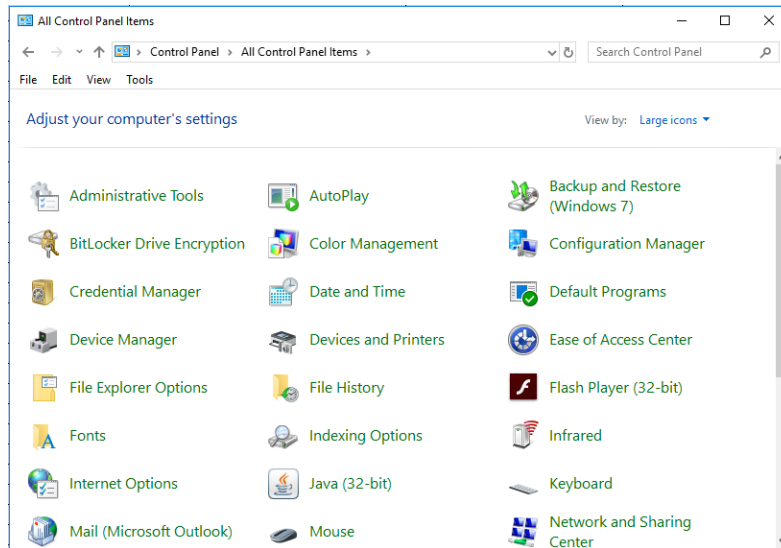 All Control Panel Items
Control Panel > All Control Panel Items >
Search Control Panel
File Edit View Tools
Adjust your computer's settings
View by: Large icons
Administrative Tools
AutoPlay
Backup and Restore
(Windows 7)
BitLocker Drive Encryption
Color Management
Configuration Manager
Credential Manager
Date and Time
Default Programs
Device Manager
Devices and Printers
Ease of Access Center
File Explorer Options
File History
Flash Player (32-bit)
Fonts
Indexing Options
Infrared
Internet Options
Java (32-bit)
Keyboard
Mail (Microsoft Outlook)
Mouse
Network and Sharing
Center